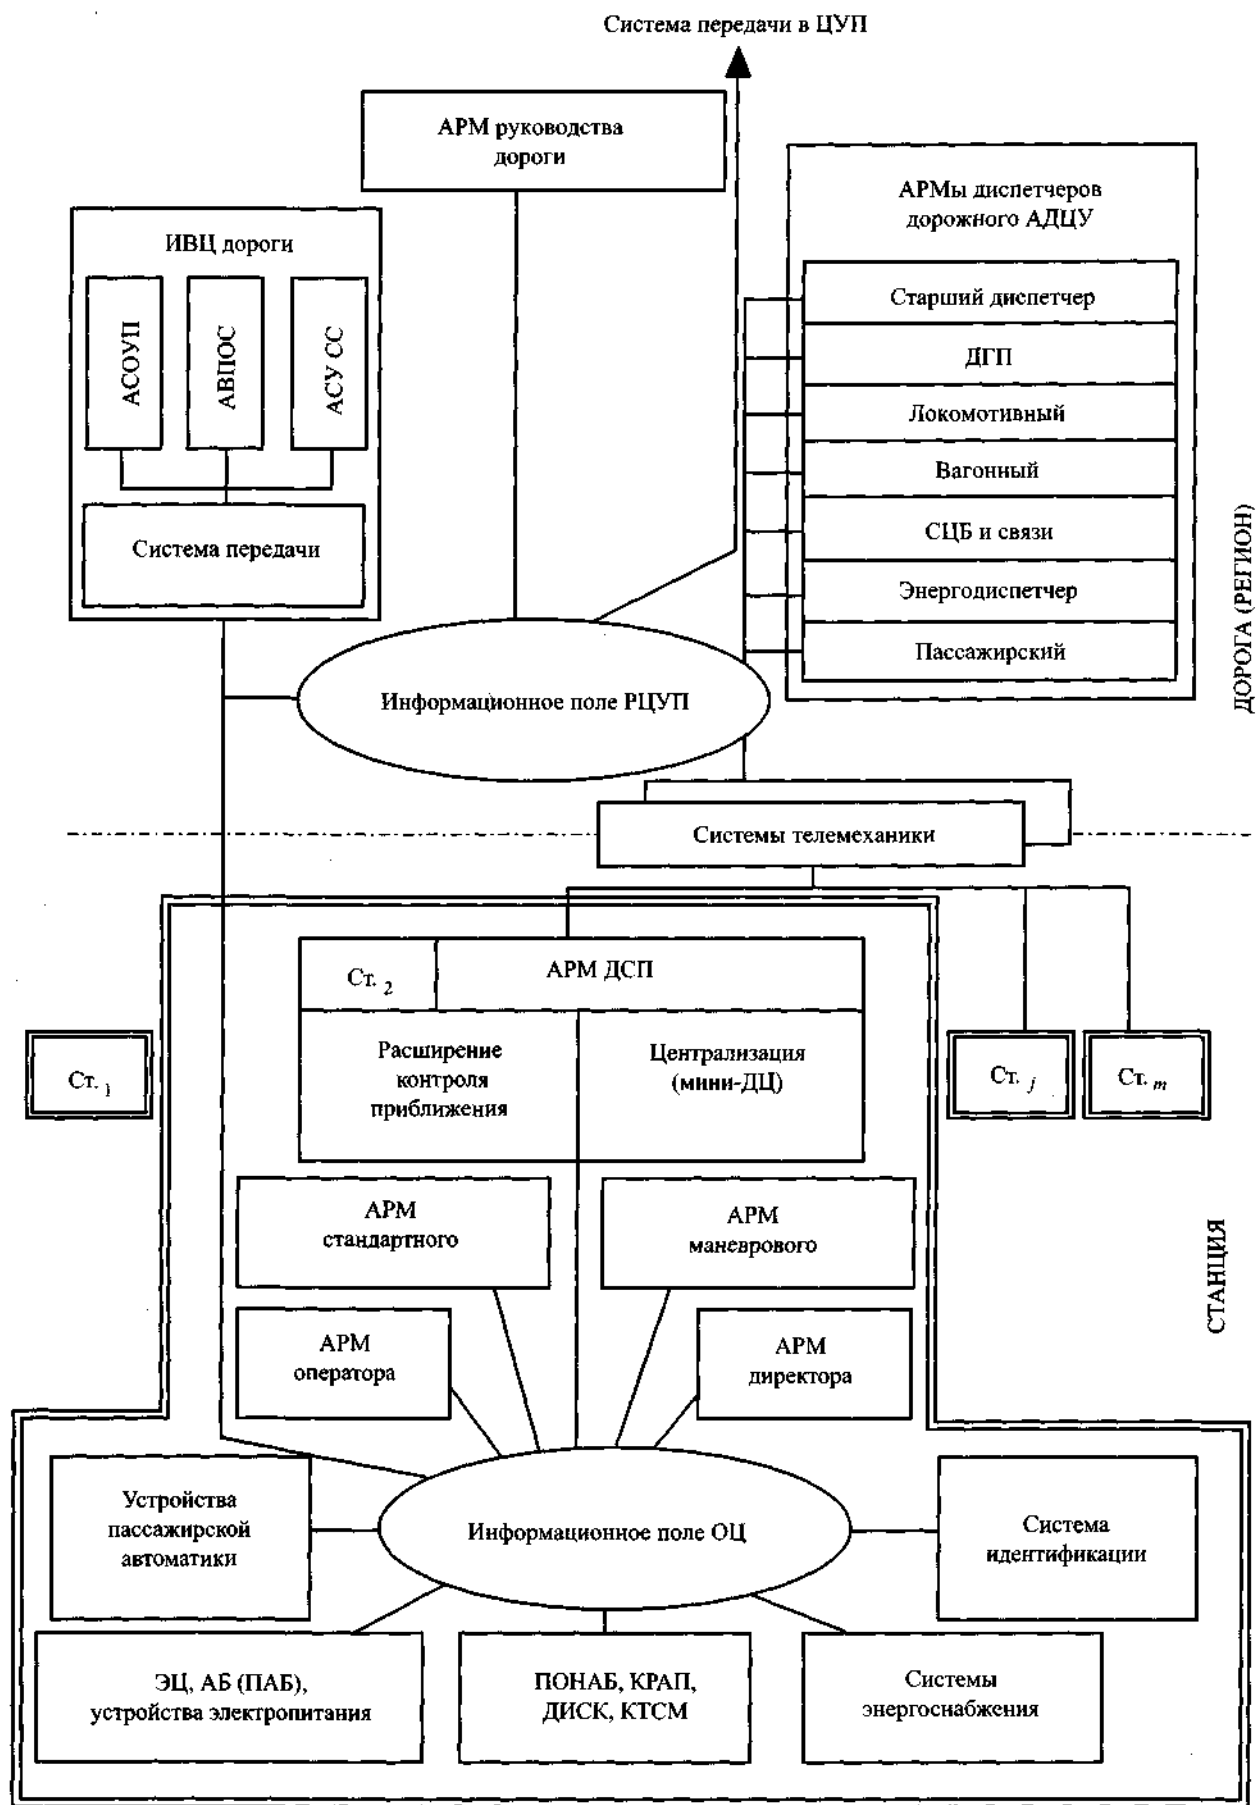 Система передачи в ЦУП
АРМ руководства
дороги
АРМы диспетчеров
дорожного АДЦУ
ИВЦ дороги
АСОУП
АВПОС
АСУ СС
Система передачи
Старший диспетчер
ДГП
Локомотивный
Вагонный
СЦБ и связи
Энергодиспетчер
Пассажирский
ДОРОГА (РЕГИОН)
Информационное поле РЦУП
Системы телемеханики
Ст. 2
АРМ ДСП
Расширение
контроля
приближения
Централизация
(мини-ДЦ)
Ст. 1
Ст. j
Ст. m
АРМ
стандартного
АРМ
маневрового
СТАНЦИЯ
АРМ
оператора
АРМ
директора
Устройства
пассажирской
автоматики
Информационное поле ОЦ
Система
идентификации
ЭЦ, АБ (ПАБ),
устройства электропитания
ПОНАБ, КРАП,
ДИСК, КТСМ
Системы
энергоснабжения